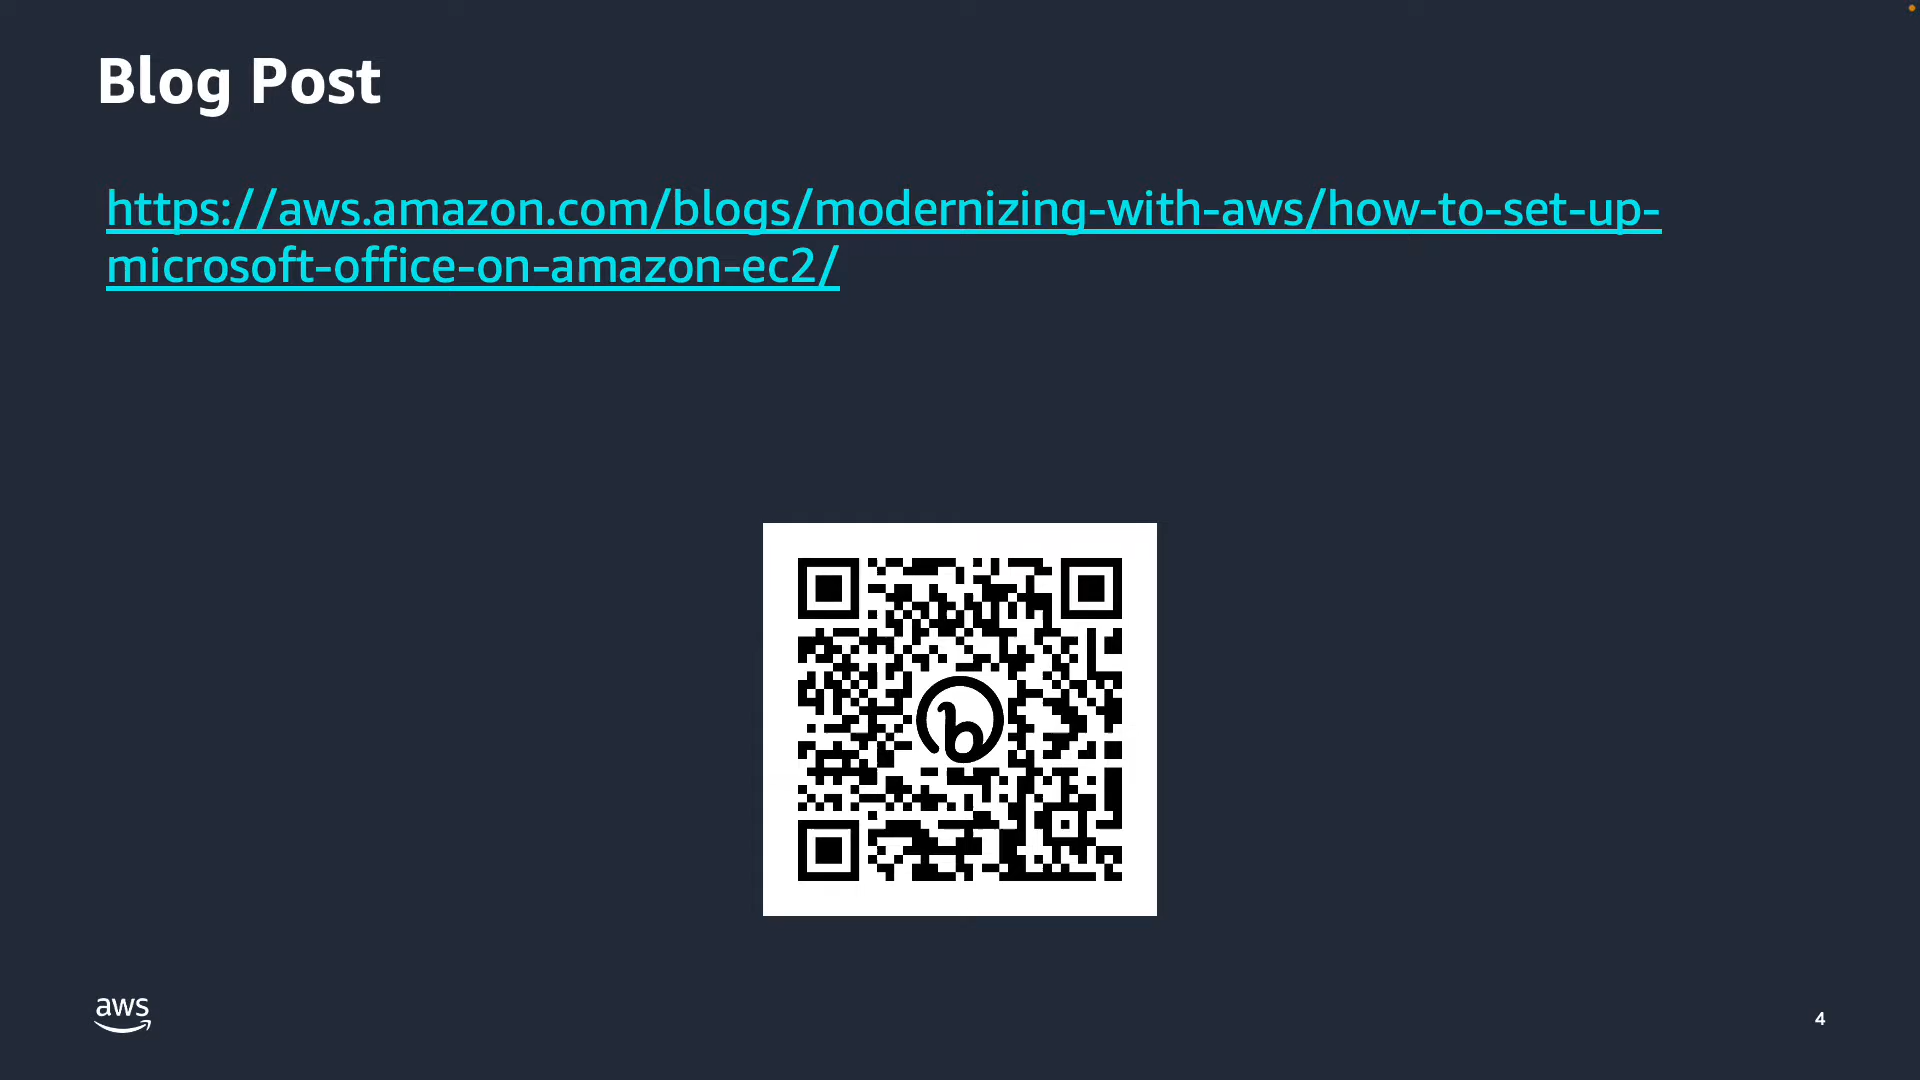 Blog Post
https://aws.amazon.com/blogs/modernizing-with-aws/how-to-set-up-
microsoft-office-on-amazon-ec2/
b
aws
4